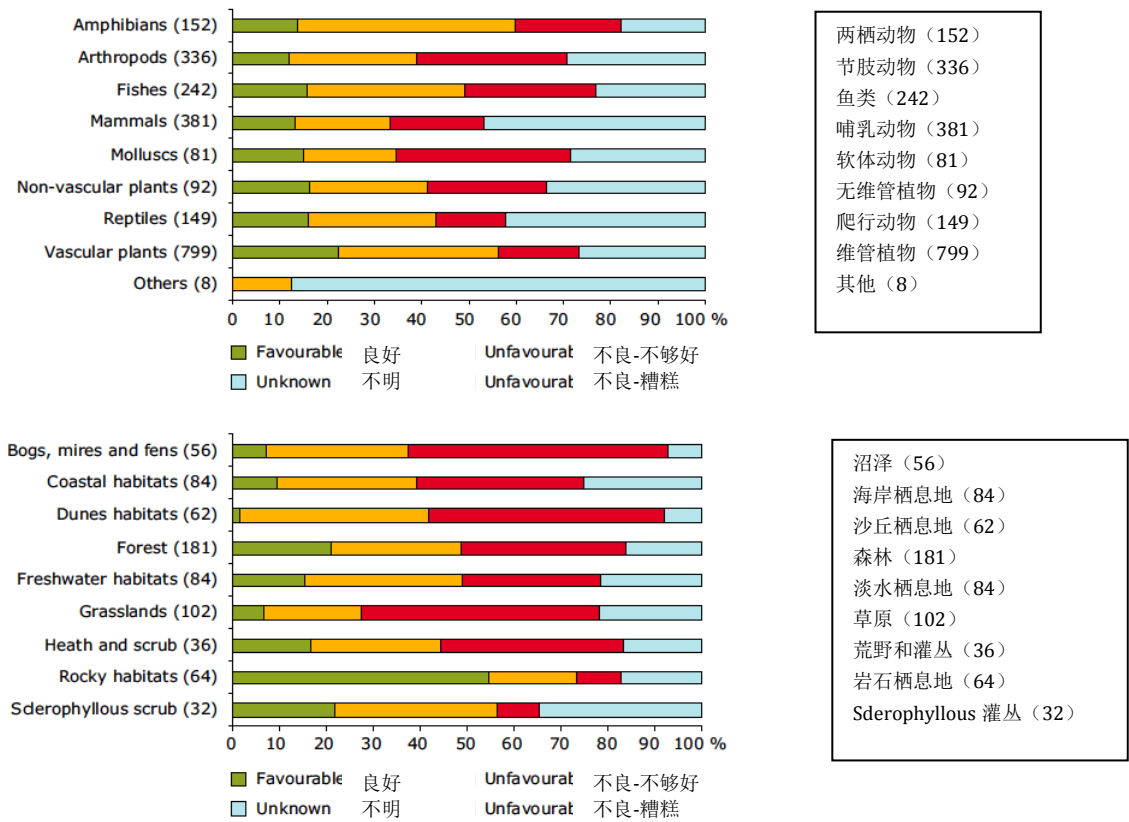 Amphibians (152)
Arthropods (336)
Fishes (242)
Mammals (381)
Molluscs (81)
Non-vascular plants (92)
Reptiles (149)
Vascular plants (799)
Others (8)
0 10 20 30 40 50 60 70 80 90 100 %
Favourable 良好 Unfavourab 不良-不够好
Unknown 不明 Unfavourab 不良-糟糕
两栖动物（152）
节肢动物（336）
鱼类（242）
哺乳动物（381）
软体动物（81）
无维管植物（92）
爬行动物（149）
维管植物（799）
其他（8）
Bogs, mires and fens (56)
Coastal habitats (84)
Dunes habitats (62)
Forest (181)
Freshwater habitats (84)
Grasslands (102)
Heath and scrub (36)
Rocky habitats (64)
Sclerophyllous scrub (32)
0 10 20 30 40 50 60 70 80 90 100 %
Favourable 良好 Unfavourab 不良-不够好
Unknown 不明 Unfavourab 不良-糟糕
沼泽（56）
海岸栖息地（84）
沙丘栖息地（62）
森林（181）
淡水栖息地（84）
草原（102）
荒野和灌丛（36）
岩石栖息地（64）
Sderophyllous 灌丛（32）